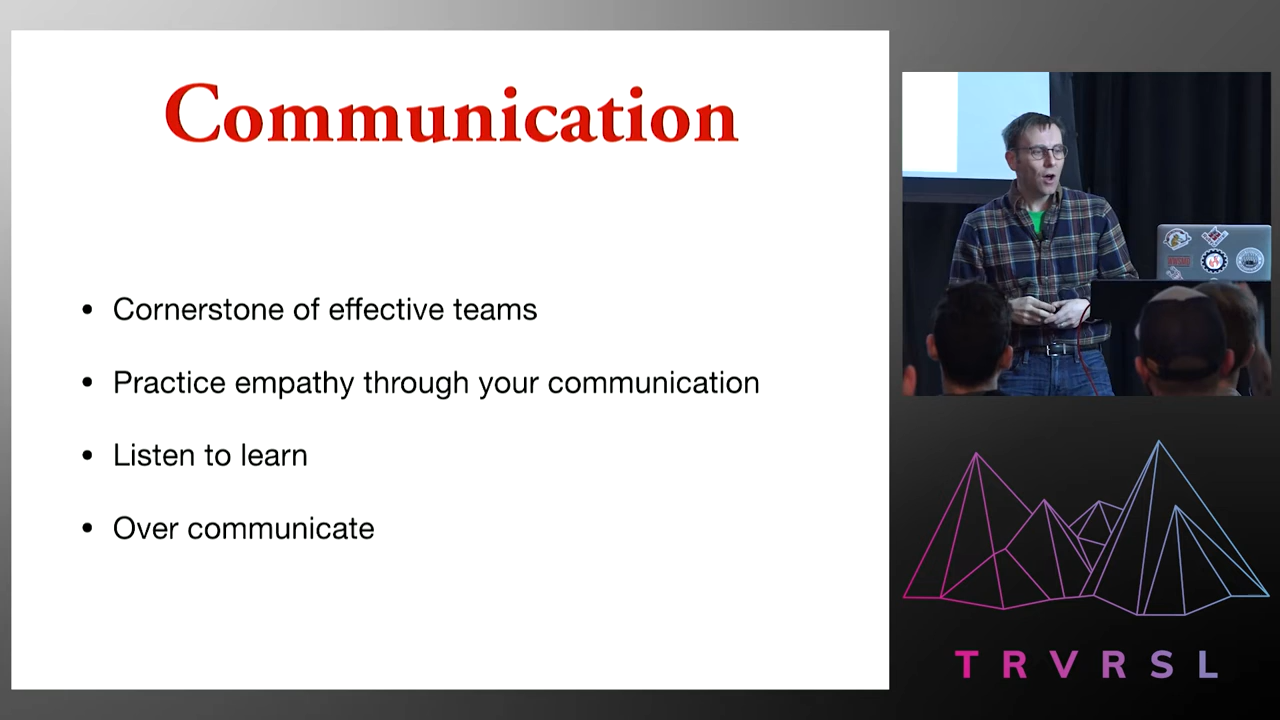 Communication
Cornerstone of effective teams
Practice empathy through your communication
Listen to learn
Over communicate
TRVRSL